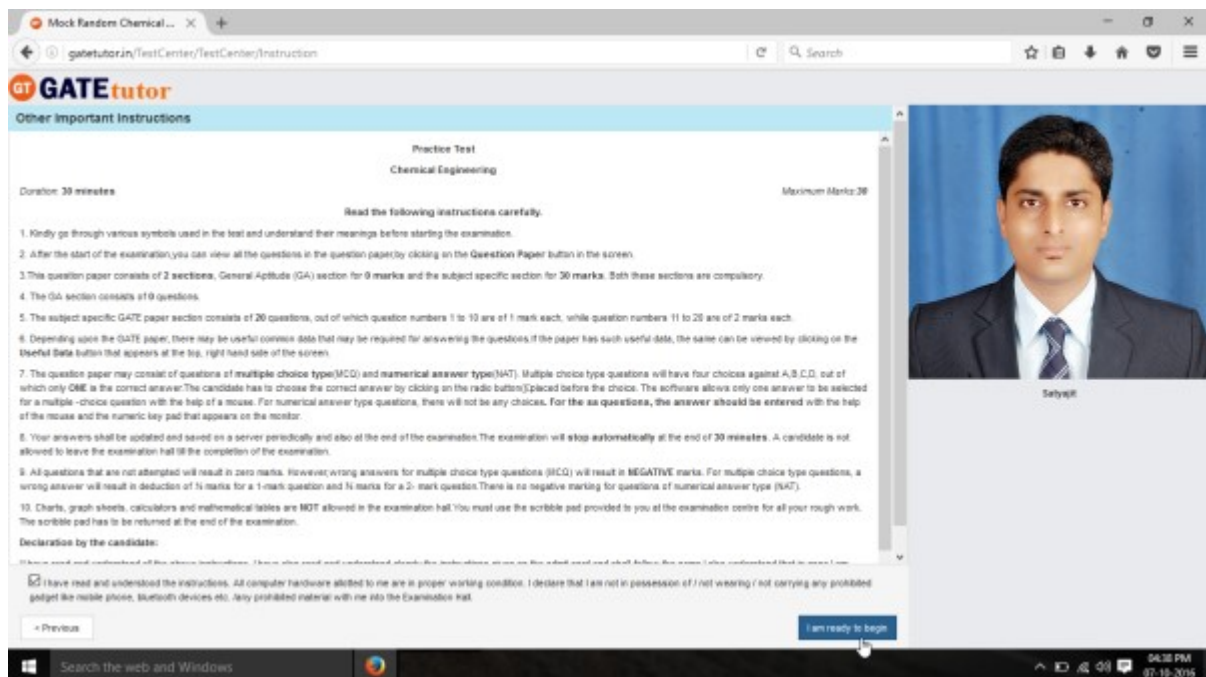 Mock Random Chemical ...
gatetutor.in/TestCenter/TestCenter/Instruction
Search
GT GATEtutor
Other Important Instructions
Practice Test
Chemical Engineering
Duration: 30 minutes
Maximum Marks:30
Read the following instructions carefully.
1. Kindly go through various symbols used in the test and understand their meanings before starting the examination.
2. After the start of the examination,you can view all the questions in the question paper,by clicking on the Question Paper button in the screen.
3.This question paper consists of 2 sections, General Aptitude (GA) section for 0 marks and the subject specific section for 30 marks. Both these sections are compulsory.
4. The GA section consists of 0 questions.
5. The subject specific GATE paper section consists of 20 questions, out of which question numbers 1 to 10 are of 1 mark each, while question numbers 11 to 20 are of 2 marks each.
6. Depending upon the GATE paper, there may be useful common data that may be required for answering the questions.If the paper has such useful data, the same can be viewed by clicking on the
Useful Data button that appears at the top, right hand side of the screen.
7. The question paper may consist of questions of multiple choice type(MCQ) and numerical answer type(NAT). Multiple choice type questions will have four choices against A,B,C,D, out of
which only ONE is the correct answer.The candidate has to choose the correct answer by clicking on the radio button placed before the choice. The software allows only one answer to be selected
for a multiple -choice question with the help of a mouse. For numerical answer type questions, there will not be any choices. For the sa questions, the answer should be entered with the help
of the mouse and the numeric key pad that appears on the monitor.
8. Your answers shall be updated and saved on a server periodically and also at the end of the examination.The examination will stop automatically at the end of 30 minutes. A candidate is not
allowed to leave the examination hall till the completion of the examination.
9. All questions that are not attempted will result in zero marks. However,wrong answers for multiple choice type questions (MCQ) will result in NEGATIVE marks. For multiple choice type questions, a
wrong answer will result in deduction of marks for a 1-mark question and marks for a 2- mark question.There is no negative marking for questions of numerical answer type (NAT).
10. Charts, graph sheets, calculators and mathematical tables are NOT allowed in the examination hall.You must use the scribble pad provided to you at the examination centre for all your rough work.
The scribble pad has to be returned at the end of the examination.
Declaration by the candidate:
I have read and understood the instructions. All computer hardware allotted to me are in proper working condition. I declare that I am not in possession of / not wearing / not carrying any prohibited
gadget like mobile phone, bluetooth devices etc. /any prohibited material with me into the Examination Hall.
< Previous
I am ready to begin
Satyajit
Search the web and Windows
04:38 PM
07-10-2016